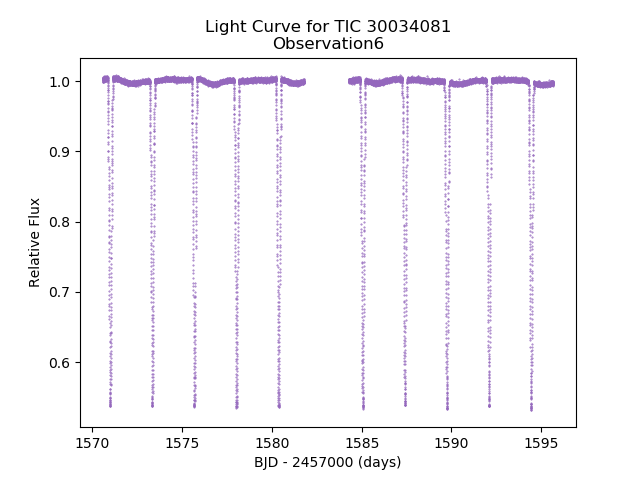 Light Curve for TIC 30034081
Observation6
1.0
0.9
0.8
0.7
0.6
Relative Flux
1570
1575
1580
1585
1590
1595
BJD - 2457000 (days)